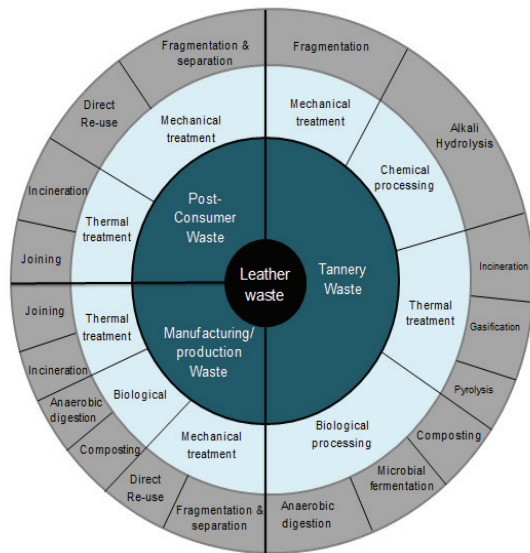 Leather
waste
Post-
Consumer
Waste
Tannery
Waste
Manufacturing/
production
Waste
Mechanical
treatment
Chemical
processing
Thermal
treatment
Biological
processing
Mechanical
treatment
Biological
Thermal
treatment
Thermal
treatment
Mechanical
treatment
Fragmentation
Alkali
Hydrolysis
Incineration
Gasification
Pyrolysis
Composting
Microbial
fermentation
Anaerobic
digestion
Fragmentation &
separation
Direct
Re-use
Composting
Anaerobic
digestion
Incineration
Joining
Joining
Incineration
Direct
Re-use
Fragmentation &
separation